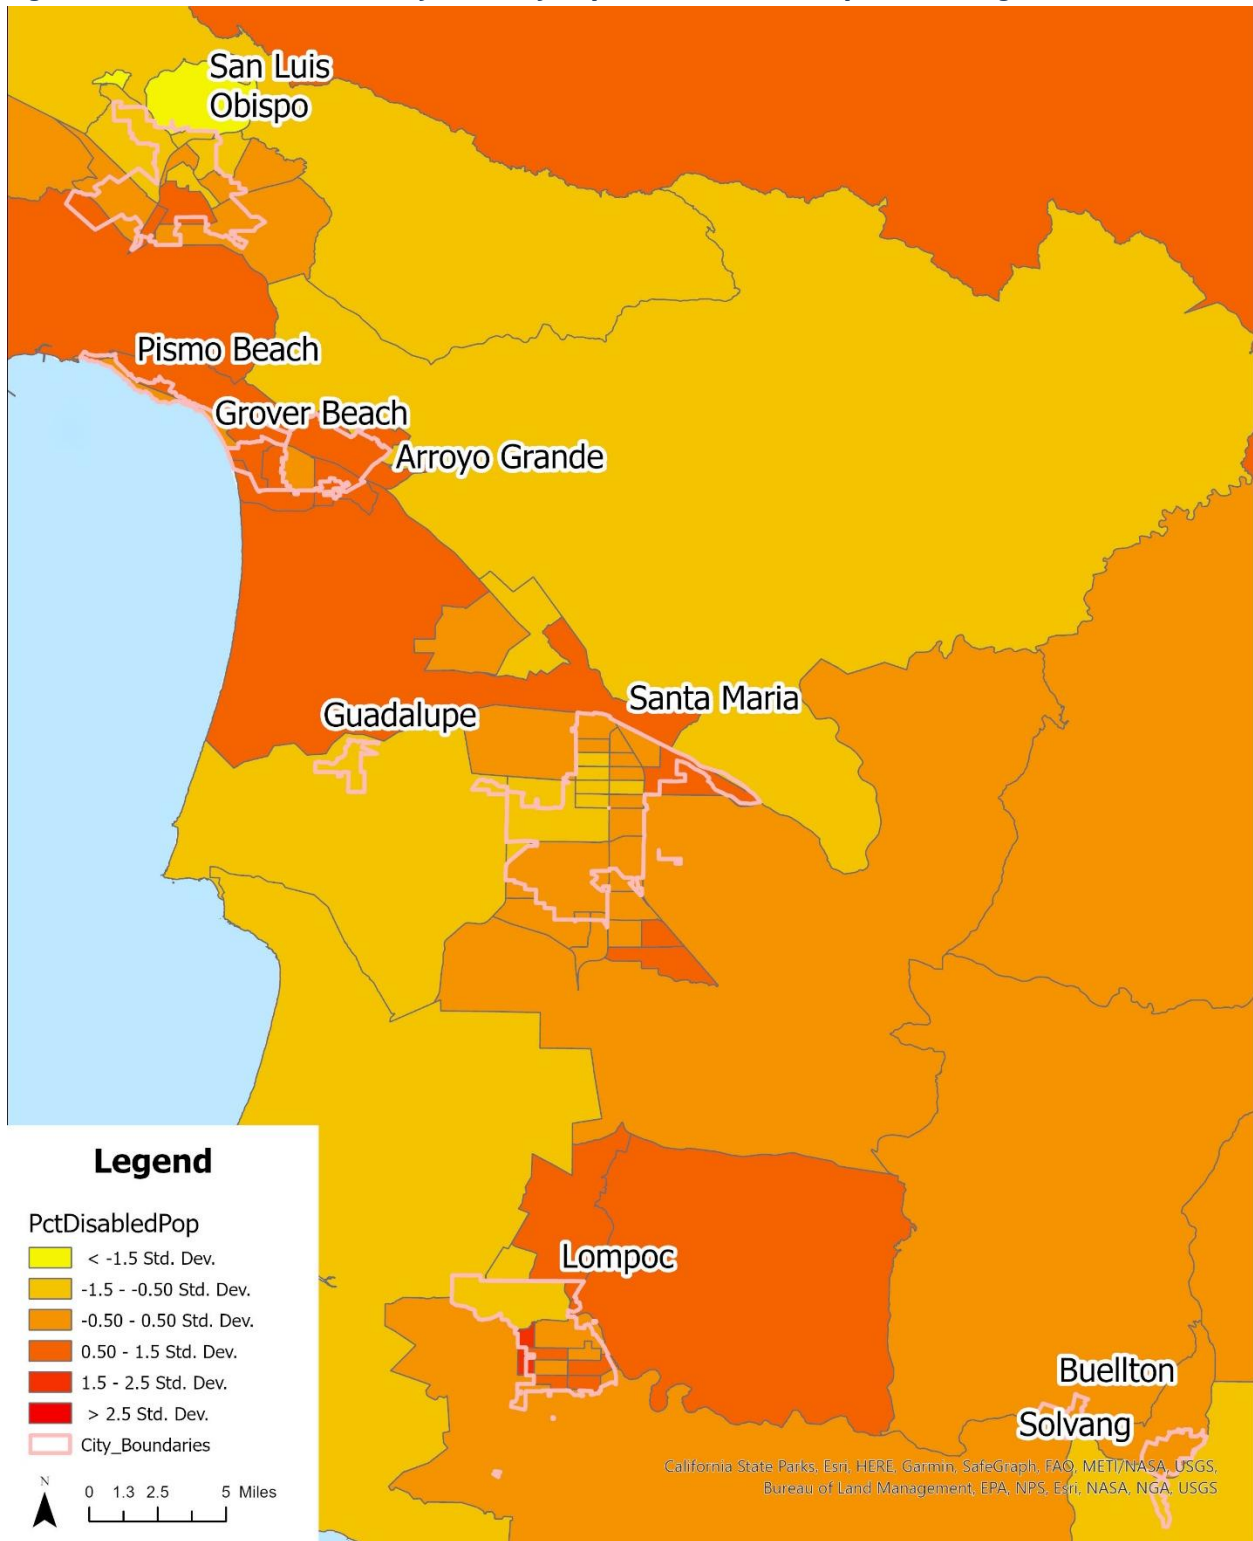 San Luis
Obispo
Pismo Beach
Grover Beach
Arroyo Grande
Santa Maria
Guadalupe
Lompoc
Buellton
Solvang
Legend
PctDisabledPop
< -1.5 Std. Dev.
-1.5 - -0.50 Std. Dev.
-0.50 - 0.50 Std. Dev.
0.50 - 1.5 Std. Dev.
1.5 - 2.5 Std. Dev.
> 2.5 Std. Dev.
City_Boundaries
N
0 1.3 2.5 5 Miles
California State Parks, Esri, HERE, Garmin, SafeGraph, FAO, METI/NASA, USGS,
Bureau of Land Management, EPA, NPS, Esri, NASA, NGA, USGS